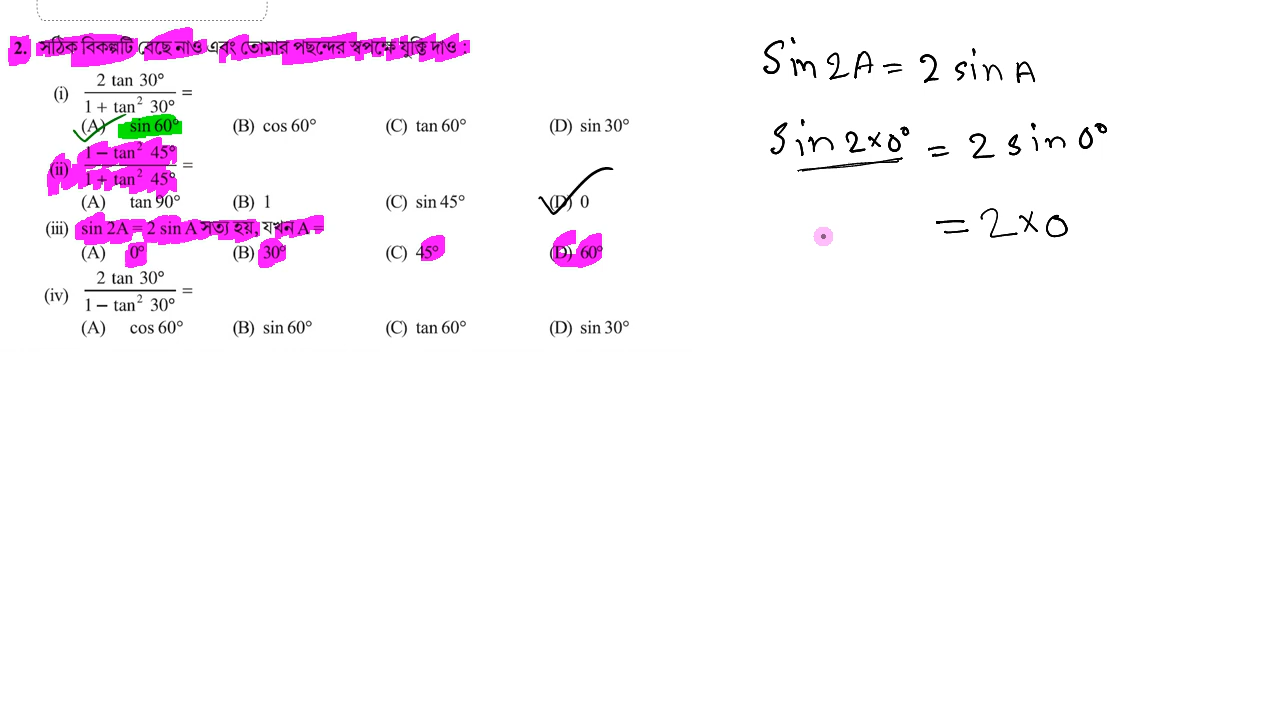 2. সঠিক বিকল্পটি বেছে নাও এবং তোমার পছন্দের স্বপক্ষে যুক্তি দাও :
(i) 2 tan 30° / 1 + tan² 30° =
(A) sin 60° (B) cos 60° (C) tan 60° (D) sin 30°
(ii) 1 − tan² 45° / 1 + tan² 45° =
(A) tan 90° (B) 1 (C) sin 45° (D) 0
(iii) sin 2A = 2 sin A সত্য হয়, যখন A =
(A) 0° (B) 30° (C) 45° (D) 60°
(iv) 2 tan 30° / 1 − tan² 30° =
(A) cos 60° (B) sin 60° (C) tan 60° (D) sin 30°
Sin 2A = 2 sin A
Sin 2×0° = 2 sin 0°
= 2×0